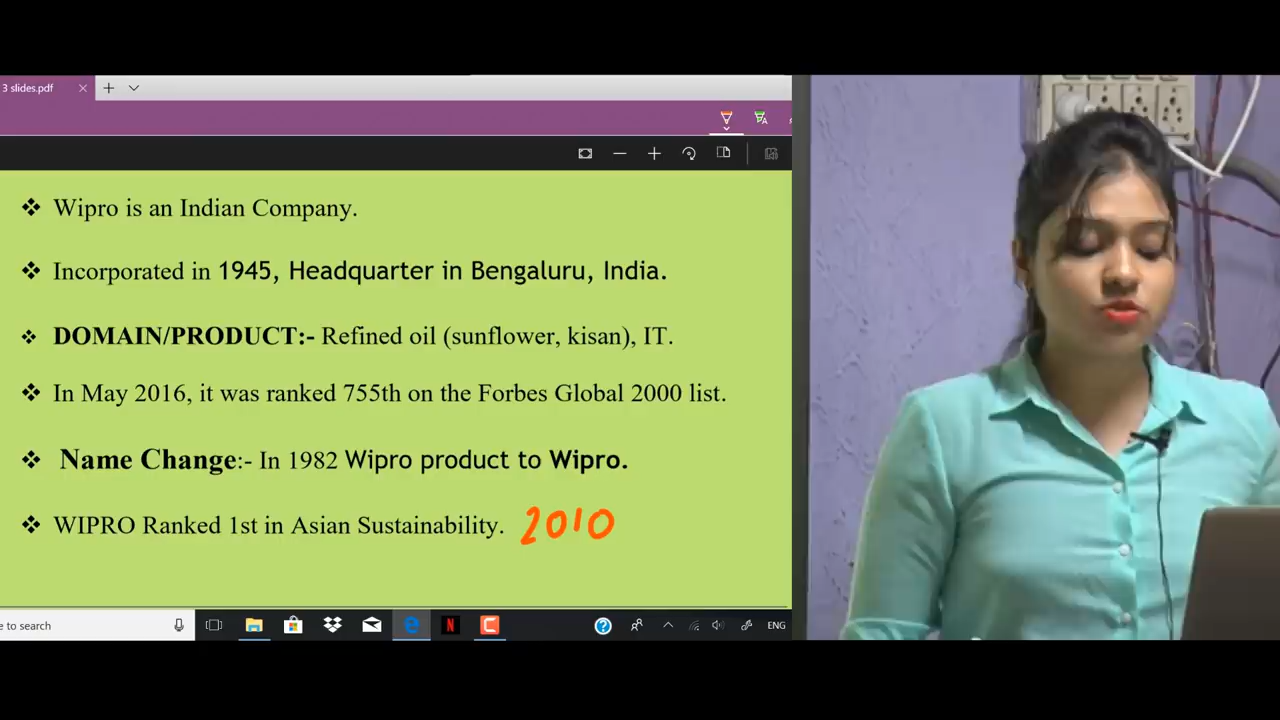 3 slides.pdf
❖ Wipro is an Indian Company.
❖ Incorporated in 1945, Headquarter in Bengaluru, India.
❖ DOMAIN/PRODUCT:- Refined oil (sunflower, kisan), IT.
❖ In May 2016, it was ranked 755th on the Forbes Global 2000 list.
❖ Name Change:- In 1982 Wipro product to Wipro.
❖ WIPRO Ranked 1st in Asian Sustainability. 2010
e to search
N
C
ENG